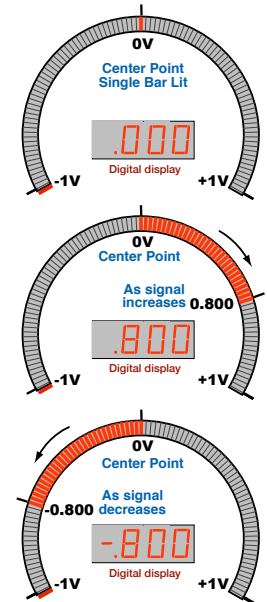 0V
Center Point
Single Bar Lit
.000
Digital display
-1V
+1V
0V
Center Point
As signal
increases 0.800
.800
-1V
+1V
Digital display
0V
Center Point
As signal
-0.800 decreases
-.800
Digital display
-1V
+1V